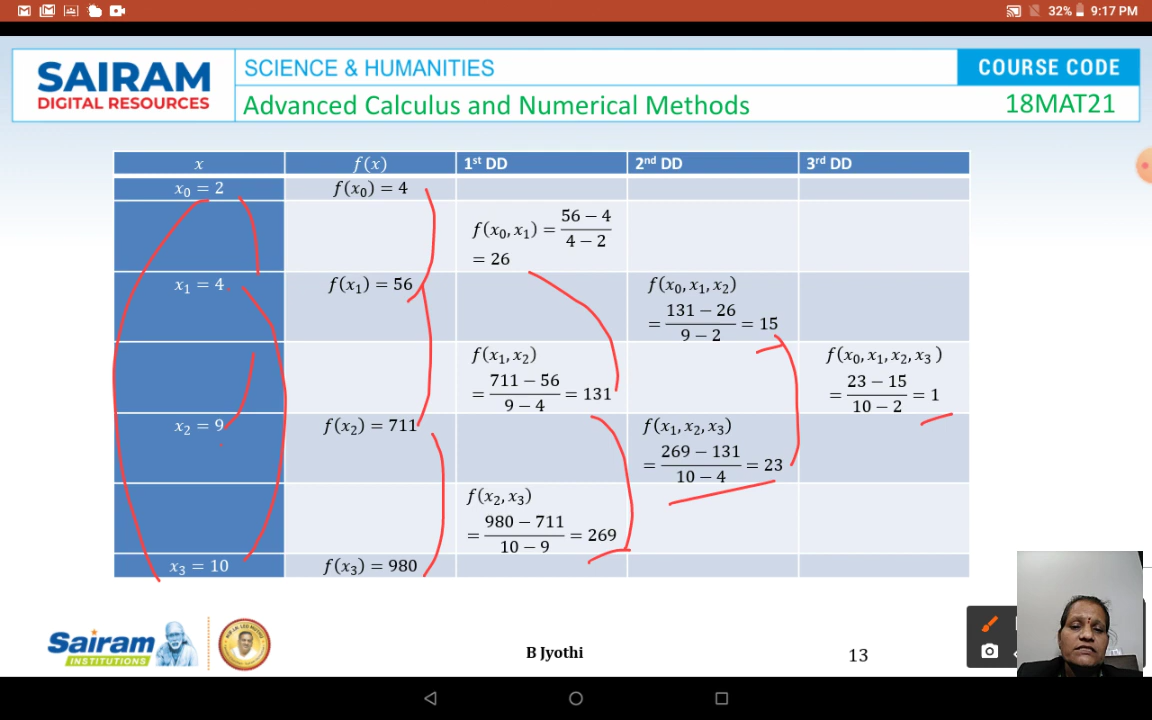 32% 9:17 PM
SAIRAM
DIGITAL RESOURCES
SCIENCE & HUMANITIES
COURSE CODE
Advanced Calculus and Numerical Methods
18MAT21
x f(x) 1st DD 2nd DD 3rd DD
x₀ = 2 f(x₀) = 4
f(x₀, x₁) = (56 − 4)/(4 − 2)
= 26
x₁ = 4 f(x₁) = 56
f(x₀, x₁, x₂)
= (131 − 26)/(9 − 2) = 15
f(x₁, x₂)
= (711 − 56)/(9 − 4) = 131
f(x₀, x₁, x₂, x₃ )
= (23 − 15)/(10 − 2) = 1
x₂ = 9 f(x₂) = 711
f(x₁, x₂, x₃)
= (269 − 131)/(10 − 4) = 23
f(x₂, x₃)
= (980 − 711)/(10 − 9) = 269
x₃ = 10 f(x₃) = 980
Sairam
INSTITUTIONS
B Jyothi
13